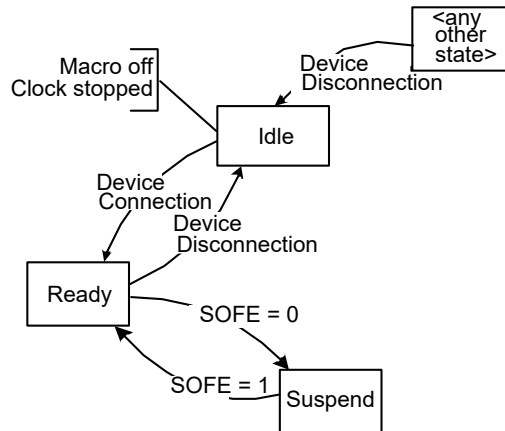 <any
other
state>
Macro off
Clock stopped
Device
Disconnection
Idle
Device
Connection
Device
Disconnection
Ready
SOFE = 0
SOFE = 1
Suspend